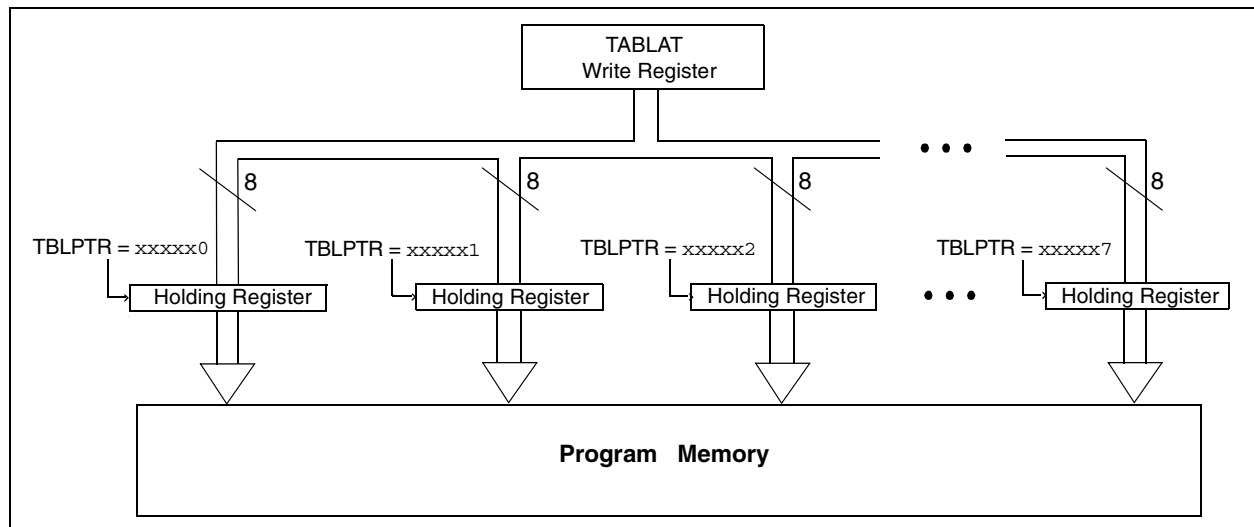 TABLAT
Write Register
8 8 8 8
TBLPTR = xxxxx0 TBLPTR = xxxxx1 TBLPTR = xxxxx2 TBLPTR = xxxxx7
Holding Register Holding Register Holding Register Holding Register
Program Memory